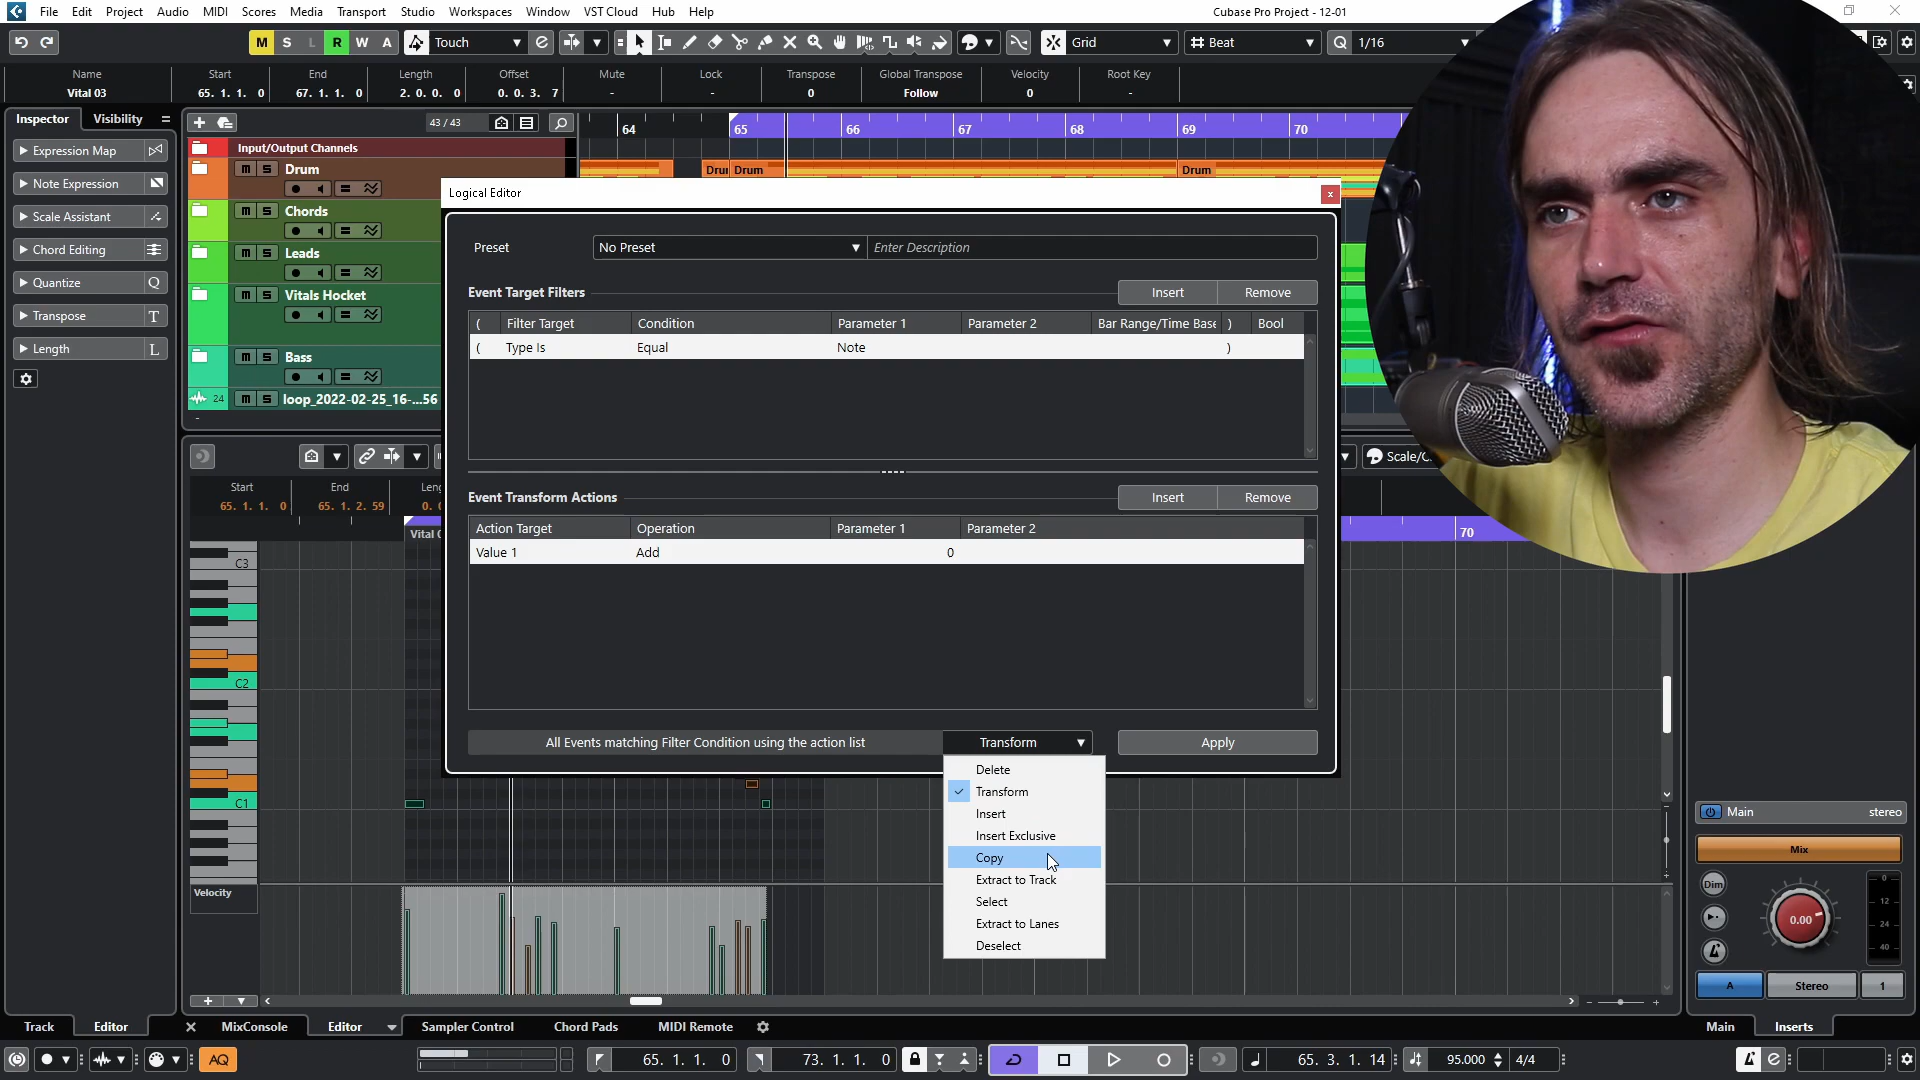 File Edit Project Audio MIDI Scores Media Transport Studio Workspaces Window VST Cloud Hub Help
Cubase Pro Project - 12-01
M S L R W A Touch Grid # Beat Q 1/16
Name Start End Length Offset Mute Lock Transpose Global Transpose Velocity Root Key
Vital 03 65. 1. 1. 0 67. 1. 1. 0 2. 0. 0. 0 0. 0. 3. 7 - - 0 Follow 0 -
Inspector Visibility
43 / 43
64 65 66 67 68 69 70
Expression Map
Note Expression
Scale Assistant
Chord Editing
Quantize Q
Transpose T
Length L
Input/Output Channels
m s Drum
m s Chords
m s Leads
m s Vitals Hocket
m s Bass
24 m s loop_2022-02-25_16-...56
Drum Drum
Logical Editor
Preset No Preset Enter Description
Event Target Filters Insert Remove
( Filter Target Condition Parameter 1 Parameter 2 Bar Range/Time Base ) Bool
( Type Is Equal Note )
Event Transform Actions Insert Remove
Action Target Operation Parameter 1 Parameter 2
Value 1 Add 0
All Events matching Filter Condition using the action list Transform Apply
Delete
Transform
Insert
Insert Exclusive
Copy
Extract to Track
Select
Extract to Lanes
Deselect
Start End
65. 1. 1. 0 65. 1. 2. 59
70
C3
C2
C1
Velocity
Main stereo
Mix
Dim
0.00
0
12
24
40
A Stereo 1
Track Editor MixConsole Editor Sampler Control Chord Pads MIDI Remote Main Inserts
AQ 65. 1. 1. 0 73. 1. 1. 0 65. 3. 1. 14 95.000 4/4